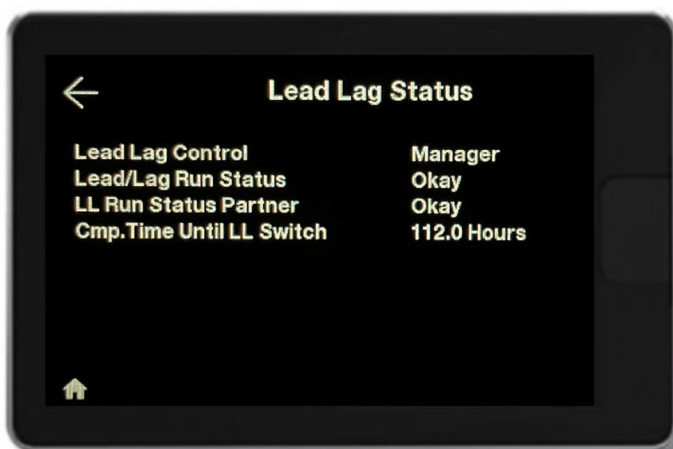 Lead Lag Status
Lead Lag Control Manager
Lead/Lag Run Status Okay
LL Run Status Partner Okay
Cmp.Time Until LL Switch 112.0 Hours